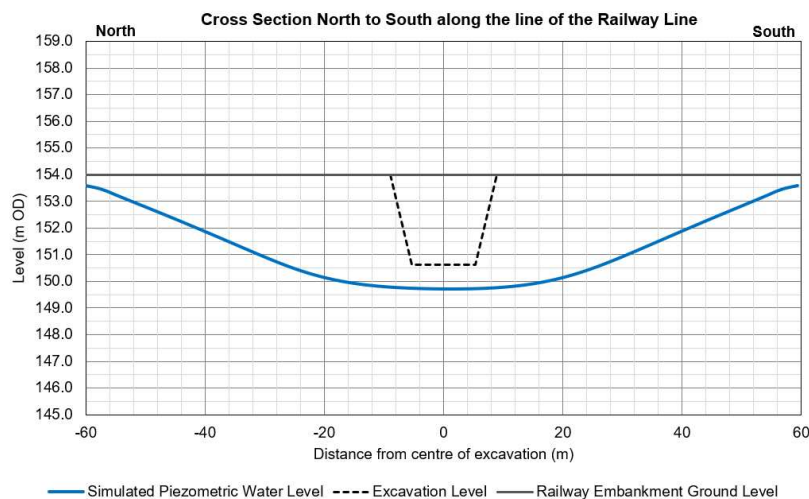 Cross Section North to South along the line of the Railway Line
North
South
159.0
158.0
157.0
156.0
155.0
154.0
153.0
152.0
151.0
150.0
149.0
148.0
147.0
146.0
145.0
Level (m OD)
-60 -40 -20 0 20 40 60
Distance from centre of excavation (m)
Simulated Piezometric Water Level Excavation Level Railway Embankment Ground Level